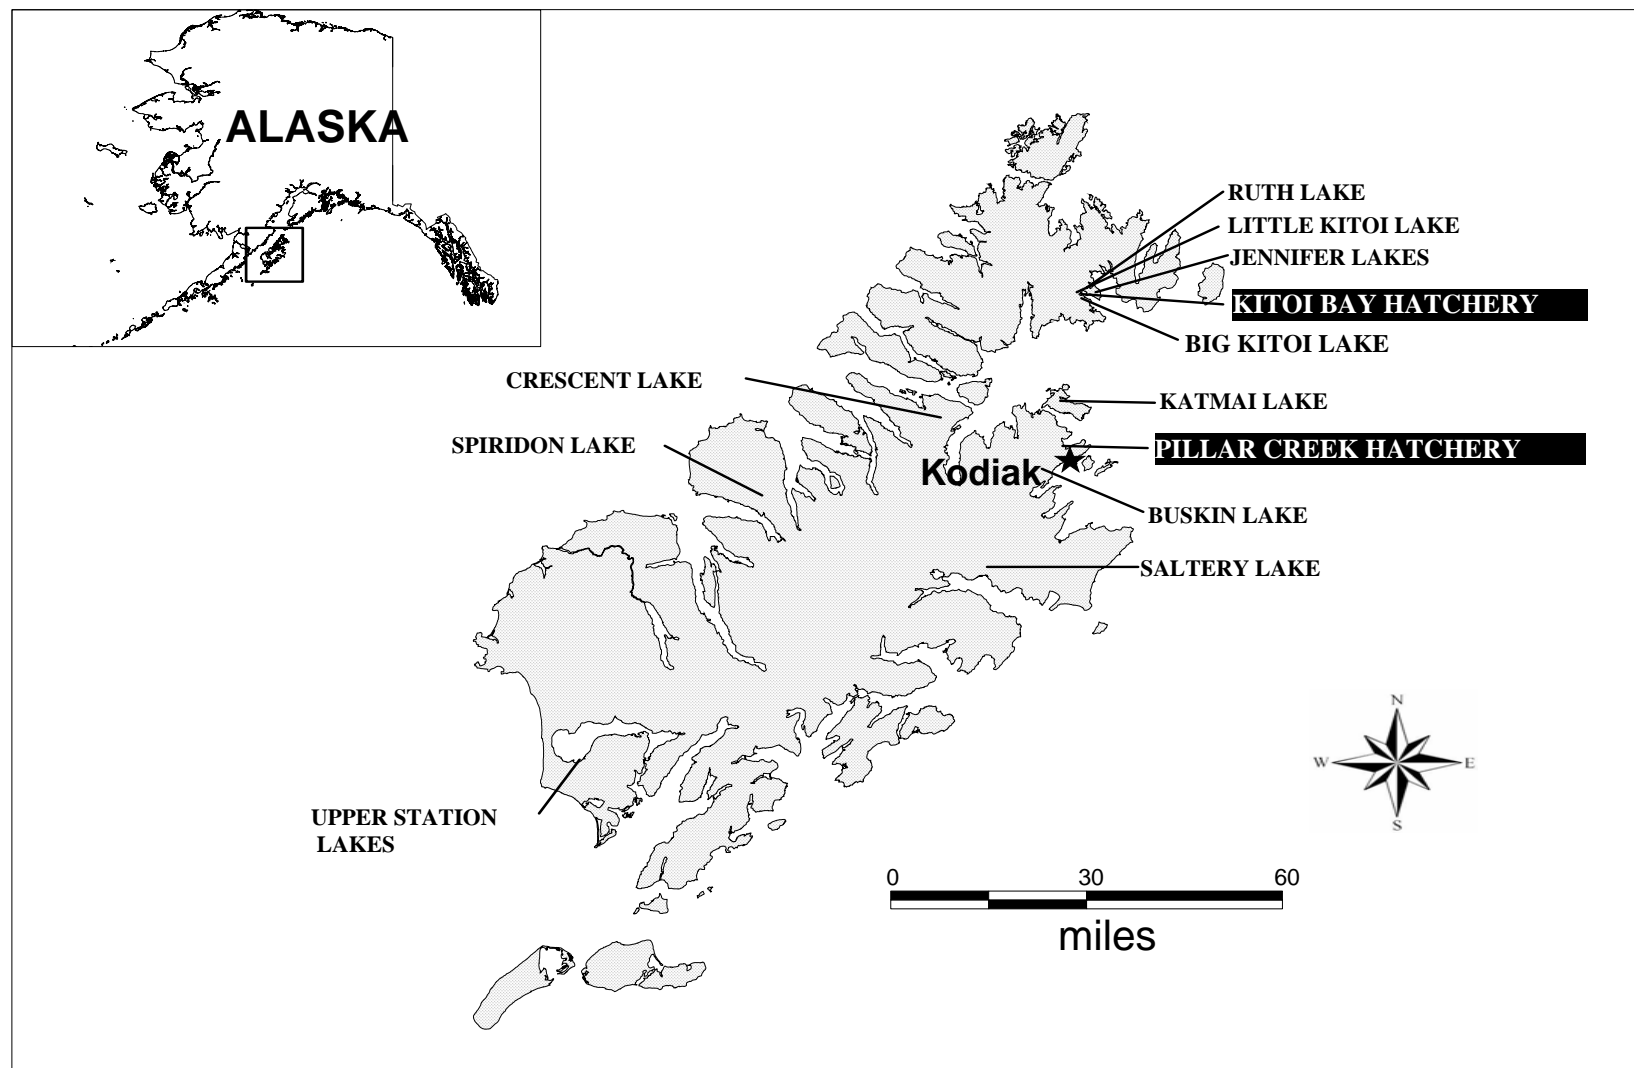 ALASKA
RUTH LAKE
LITTLE KITOI LAKE
JENNIFER LAKES
KITOI BAY HATCHERY
BIG KITOI LAKE
CRESCENT LAKE
KATMAI LAKE
SPIRIDON LAKE
PILLAR CREEK HATCHERY
Kodiak
BUSKIN LAKE
SALTERY LAKE
N
W E
S
UPPER STATION
LAKES
0 30 60
miles